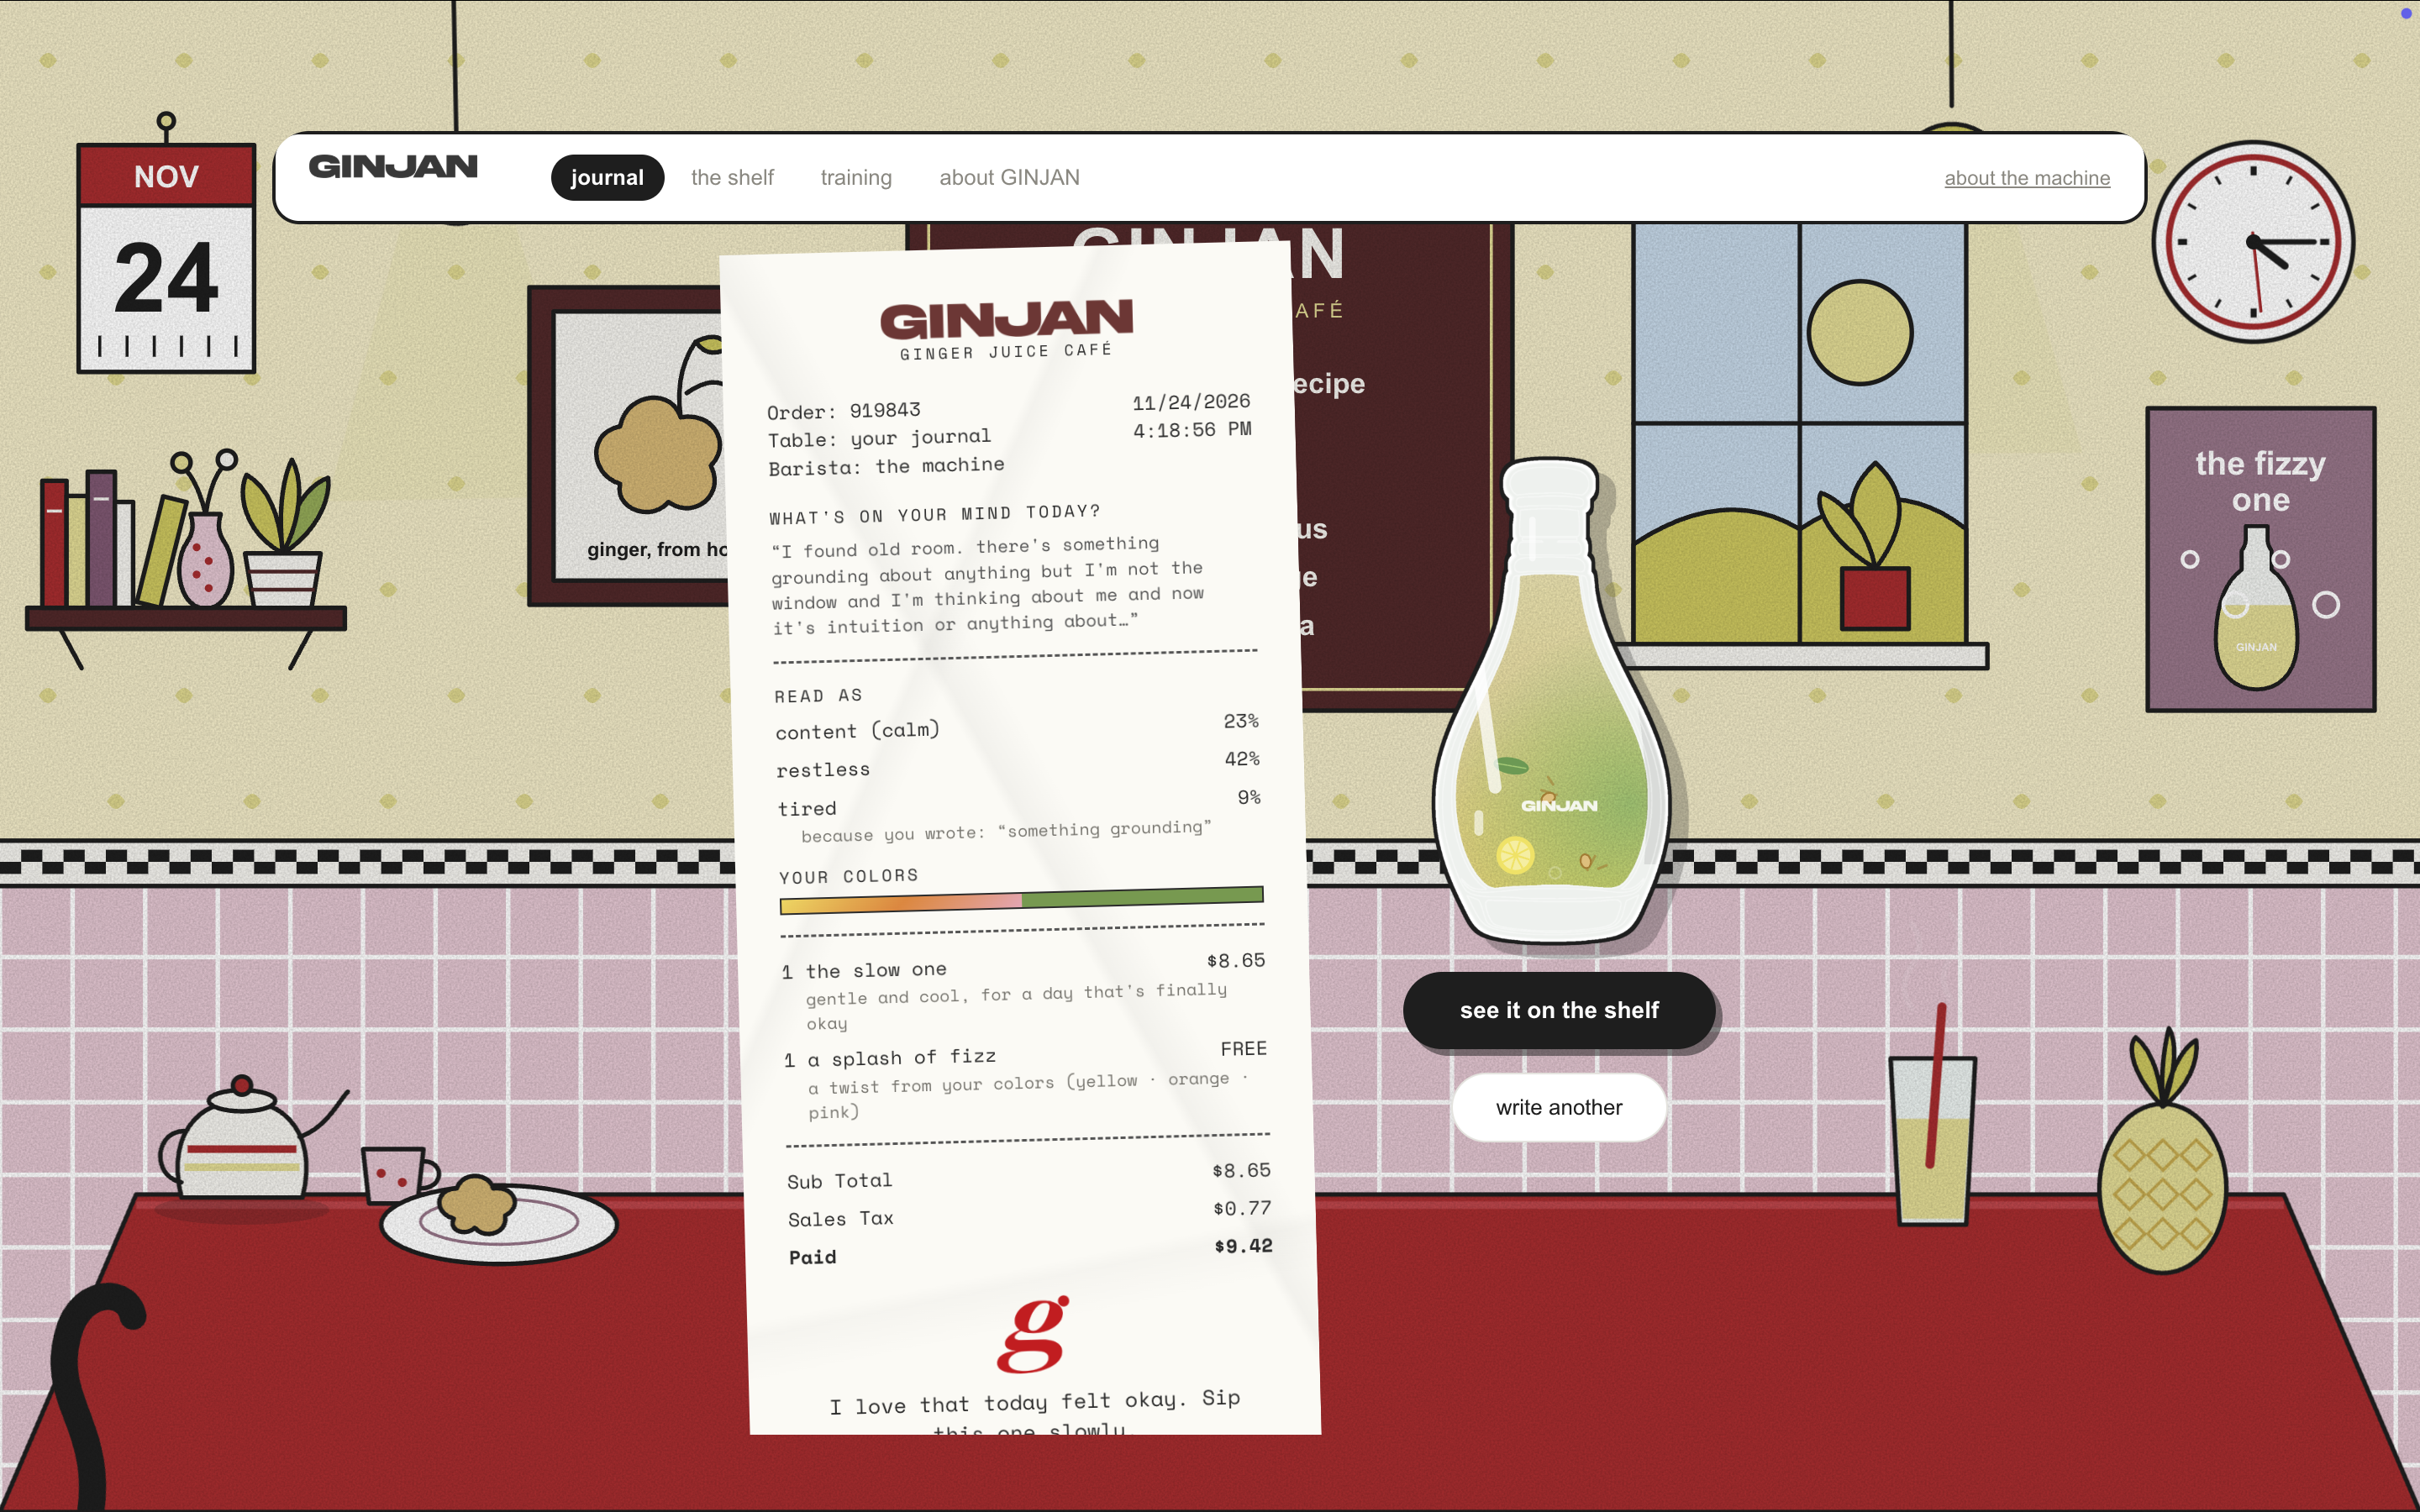 NOV
24
GINJAN
journal
the shelf
training
about GINJAN
about the machine
ginger, from
GINJAN
GINGER JUICE CAFÉ
Order: 919843
11/24/2026
Table: your journal
4:18:56 PM
Barista: the machine
WHAT'S ON YOUR MIND TODAY?
“I found old room. there's something
grounding about anything but I'm not the
window and I'm thinking about me and now
it's intuition or anything about…”
READ AS
content (calm) 23%
restless 42%
tired 9%
because you wrote: “something grounding”
YOUR COLORS
1 the slow one $8.65
gentle and cool, for a day that's finally
okay
1 a splash of fizz FREE
a twist from your colors (yellow · orange ·
pink)
Sub Total $8.65
Sales Tax $0.77
Paid $9.42
g
I love that today felt okay. Sip
this one slowly.
GINJAN
see it on the shelf
write another
the fizzy
one
GINJAN